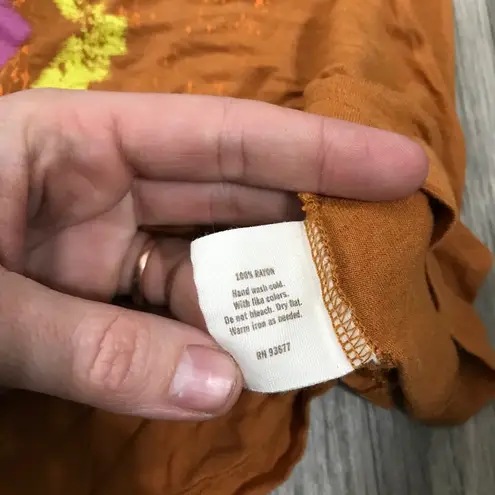 100% RAYON
Hand wash cold.
With like colors.
Do not bleach. Dry flat.
Warm iron as needed.
RN 93677